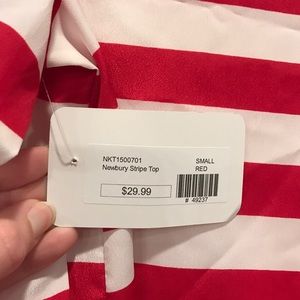 NKT1500701 SMALL
Newbury Stripe Top RED
$29.99
# 49237